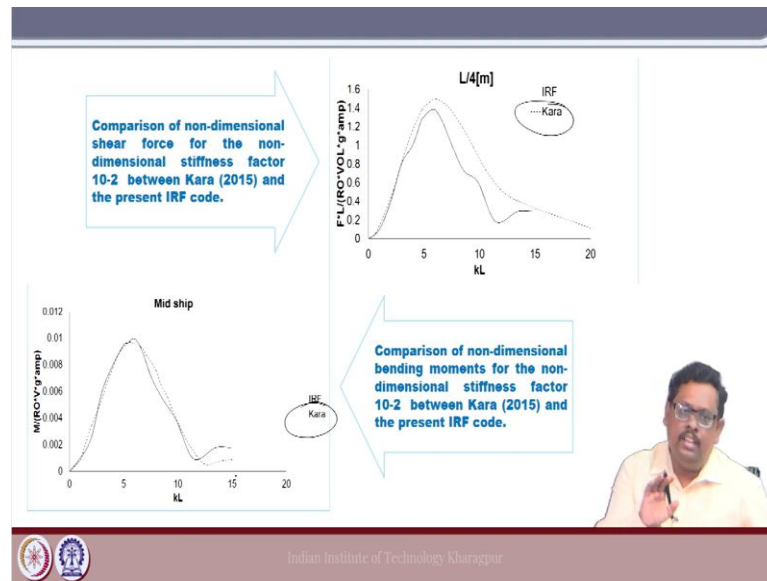 Comparison of non-dimensional
shear force for the non-
dimensional stiffness factor
10-2 between Kara (2015) and
the present IRF code.
L/4[m]
IRF
Kara
F*L/(RO*VOL*g*amp)
1.6
1.4
1.2
1
0.8
0.6
0.4
0.2
0
0 5 10 15 20
kL
Mid ship
M/(RO*V*g*amp)
0.012
0.01
0.008
0.006
0.004
0.002
0
0 5 10 15 20
kL
IRF
Kara
Comparison of non-dimensional
bending moments for the non-
dimensional stiffness factor
10-2 between Kara (2015) and
the present IRF code.
Indian Institute of Technology Kharagpur